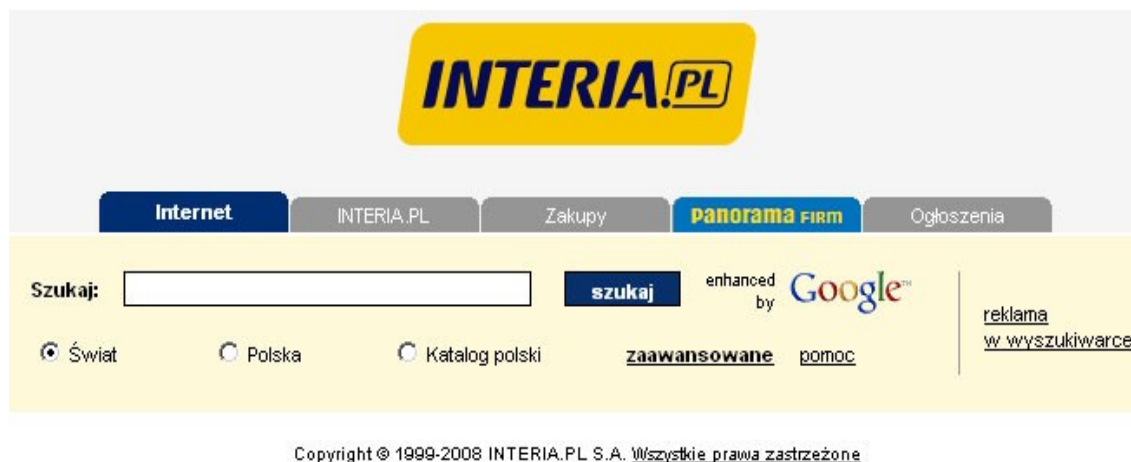 INTERIA.PL
Internet INTERIA.PL Zakupy Panorama FIRM Ogłoszenia
Szukaj: szukaj enhanced by Google™
reklama
w wyszukiwarce
Świat Polska Katalog polski zaawansowane pomoc
Copyright © 1999-2008 INTERIA.PL S.A. Wszystkie prawa zastrzeżone